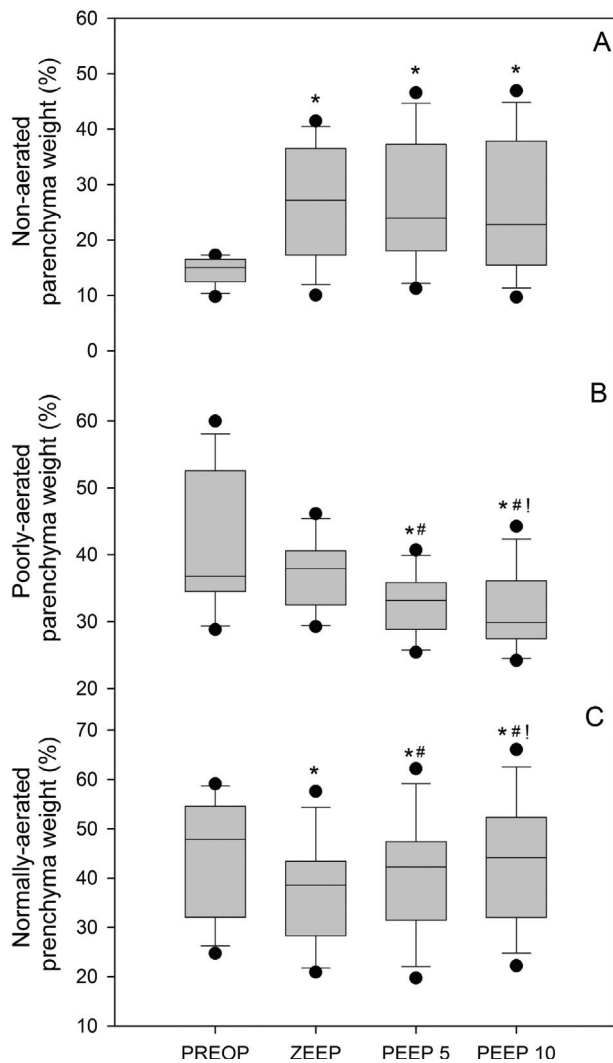 A
Non-aerated
parenchyma weight (%)
60
50
40
30
20
10
0
*
*
*
B
Poorly-aerated
parenchyma weight (%)
60
50
40
30
20
*#
*#!
C
Normally-aerated
prenchyma weight (%)
70
60
50
40
30
20
10
*
*#
*#!
PREOP ZEEP PEEP 5 PEEP 10